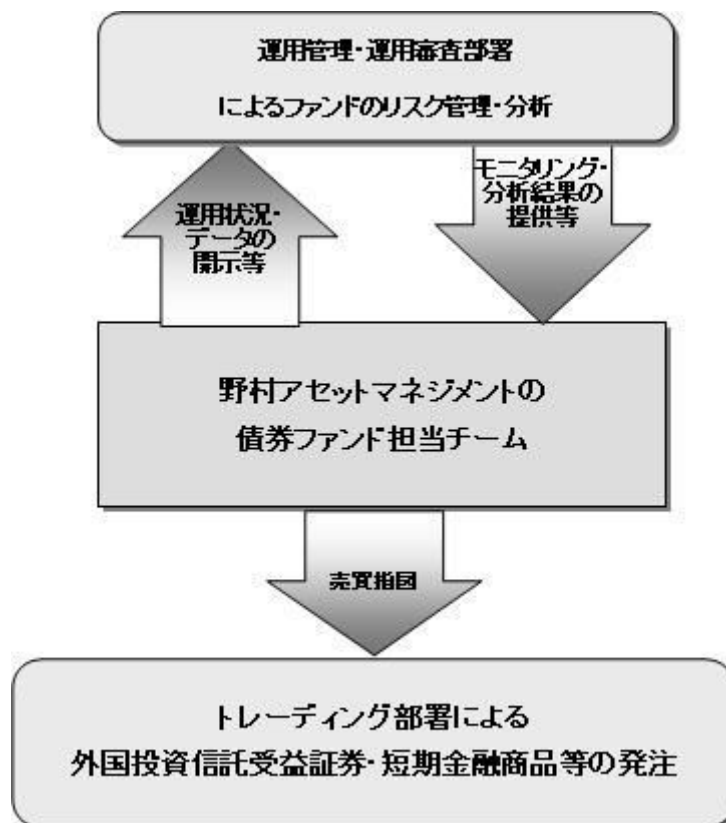 運用管理・運用審査部署
によるファンドのリスク管理・分析
運用状況・
データの
開示等
モニタリング・
分析結果の
提供等
野村アセットマネジメントの
債券ファンド担当チーム
売買指図
トレーディング部署による
外国投資信託受益証券・短期金融商品等の発注